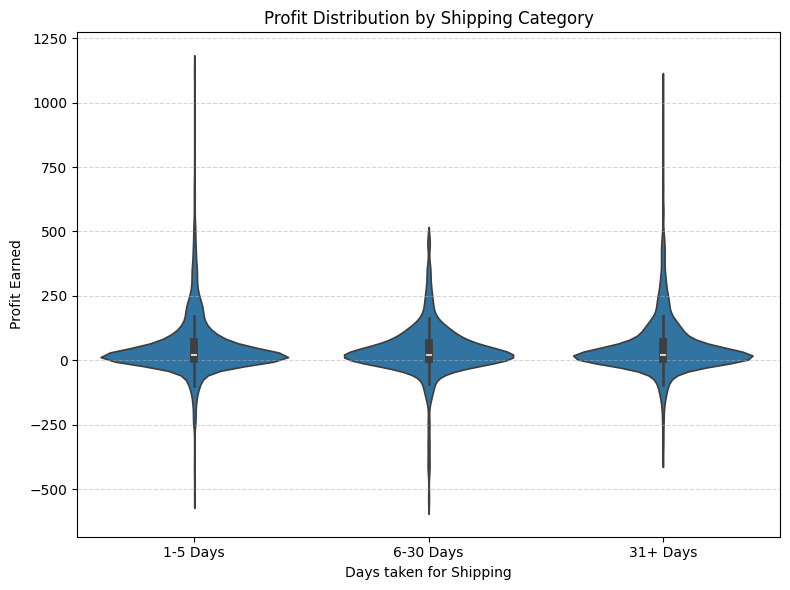 Profit Distribution by Shipping Category
1250
1000
750
500
250
0
−250
−500
Profit Earned
1-5 Days
6-30 Days
31+ Days
Days taken for Shipping